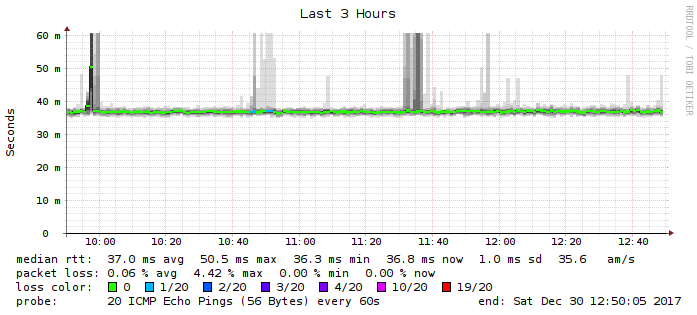 Last 3 Hours
RRDTOOL / TOBI OETIKER
Seconds
60 m
50 m
40 m
30 m
20 m
10 m
0
10:00 10:20 10:40 11:00 11:20 11:40 12:00 12:20 12:40
median rtt: 37.0 ms avg 50.5 ms max 36.3 ms min 36.8 ms now 1.0 ms sd 35.6 am/s
packet loss: 0.06 % avg 4.42 % max 0.00 % min 0.00 % now
loss color: 0 1/20 2/20 3/20 4/20 10/20 19/20
probe: 20 ICMP Echo Pings (56 Bytes) every 60s end: Sat Dec 30 12:50:05 2017